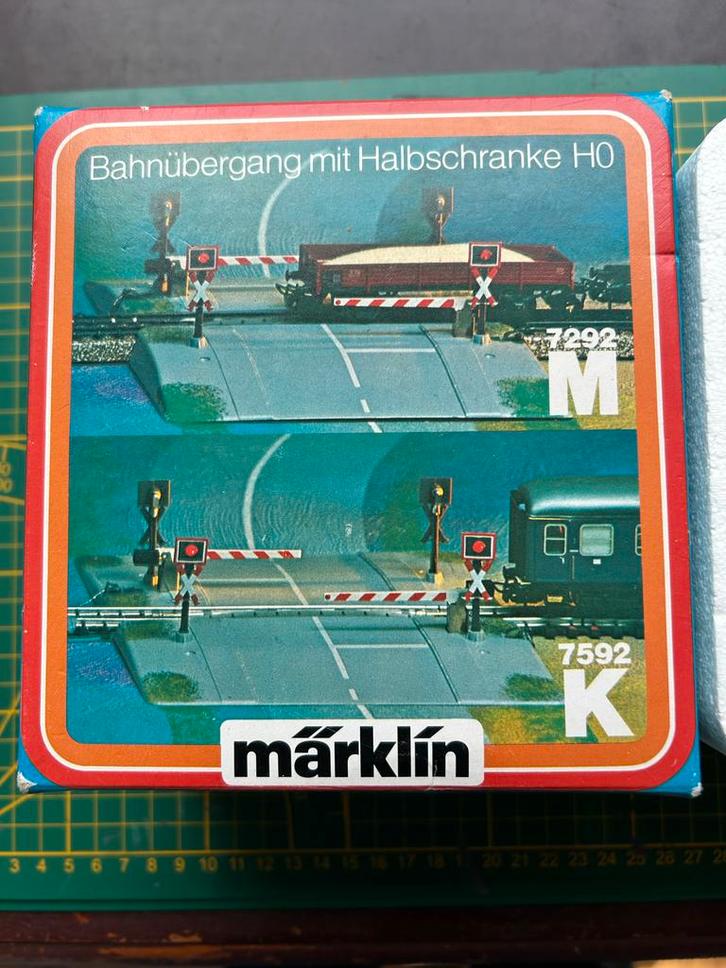 Bahnübergang mit Halbschranke H0
7292
M
7592
K
märklin
3 4 5 6 7 8 9 10 11 12 13 14 15 16 17 18 19 20 21 22 23 24 25 26 27